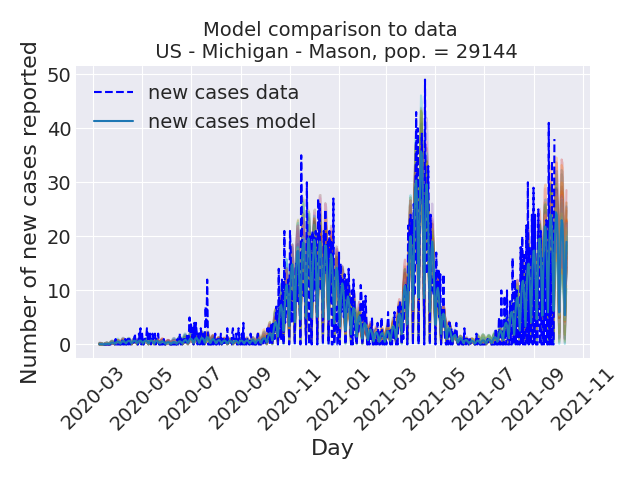 Model comparison to data
US - Michigan - Mason, pop. = 29144
Number of new cases reported
50
40
30
20
10
0
new cases data
new cases model
2020-03
2020-05
2020-07
2020-09
2020-11
2021-01
2021-03
2021-05
2021-07
2021-09
2021-11
Day